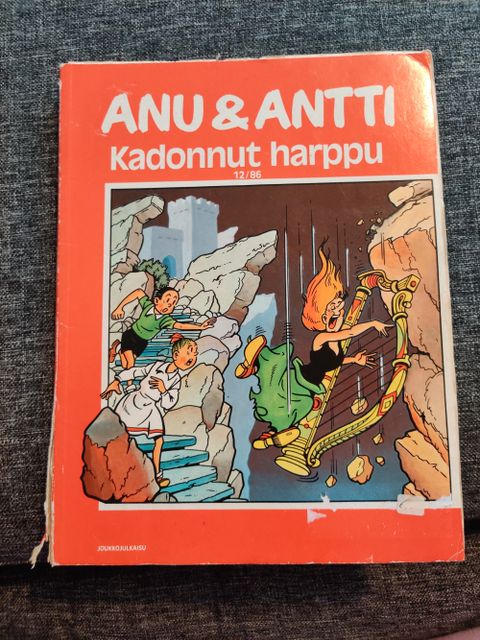 ANU & ANTTI
Kadonnut harppu
12/86
JOUKKOJULKAISU